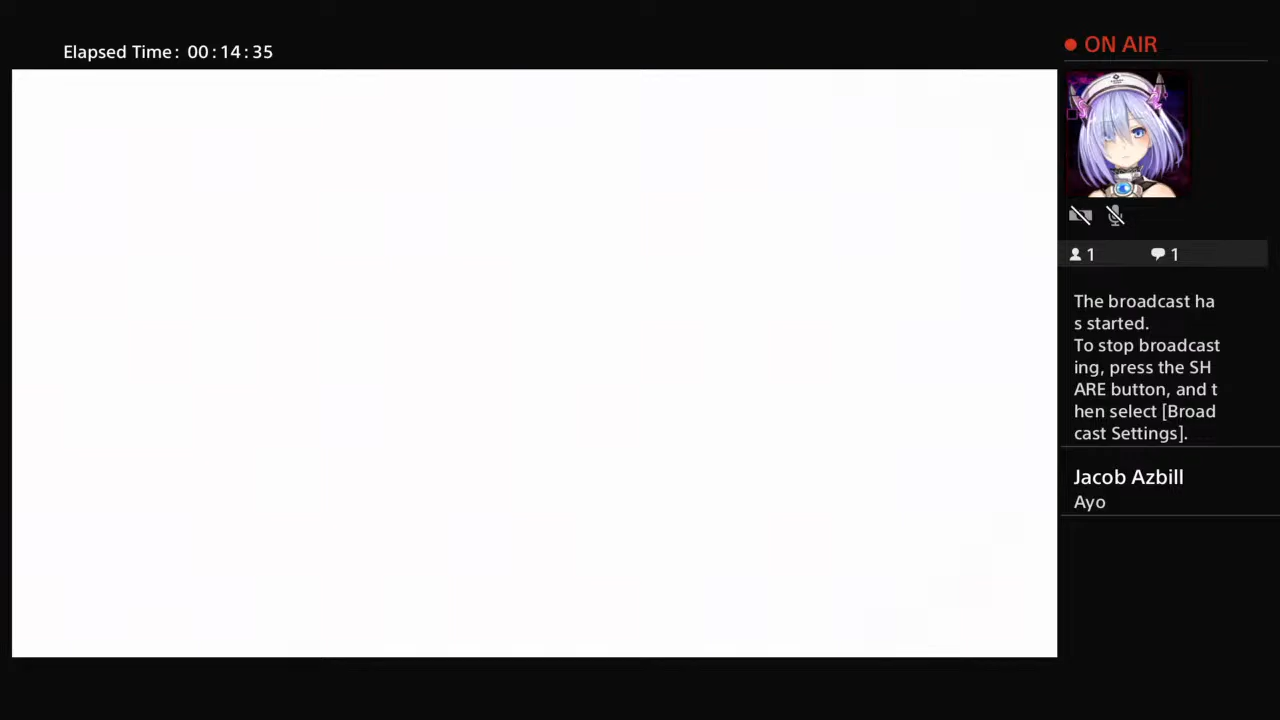 Elapsed Time: 00:14:35
ON AIR
1 1
The broadcast ha
s started.
To stop broadcast
ing, press the SH
ARE button, and t
hen select [Broad
cast Settings].
Jacob Azbill
Ayo